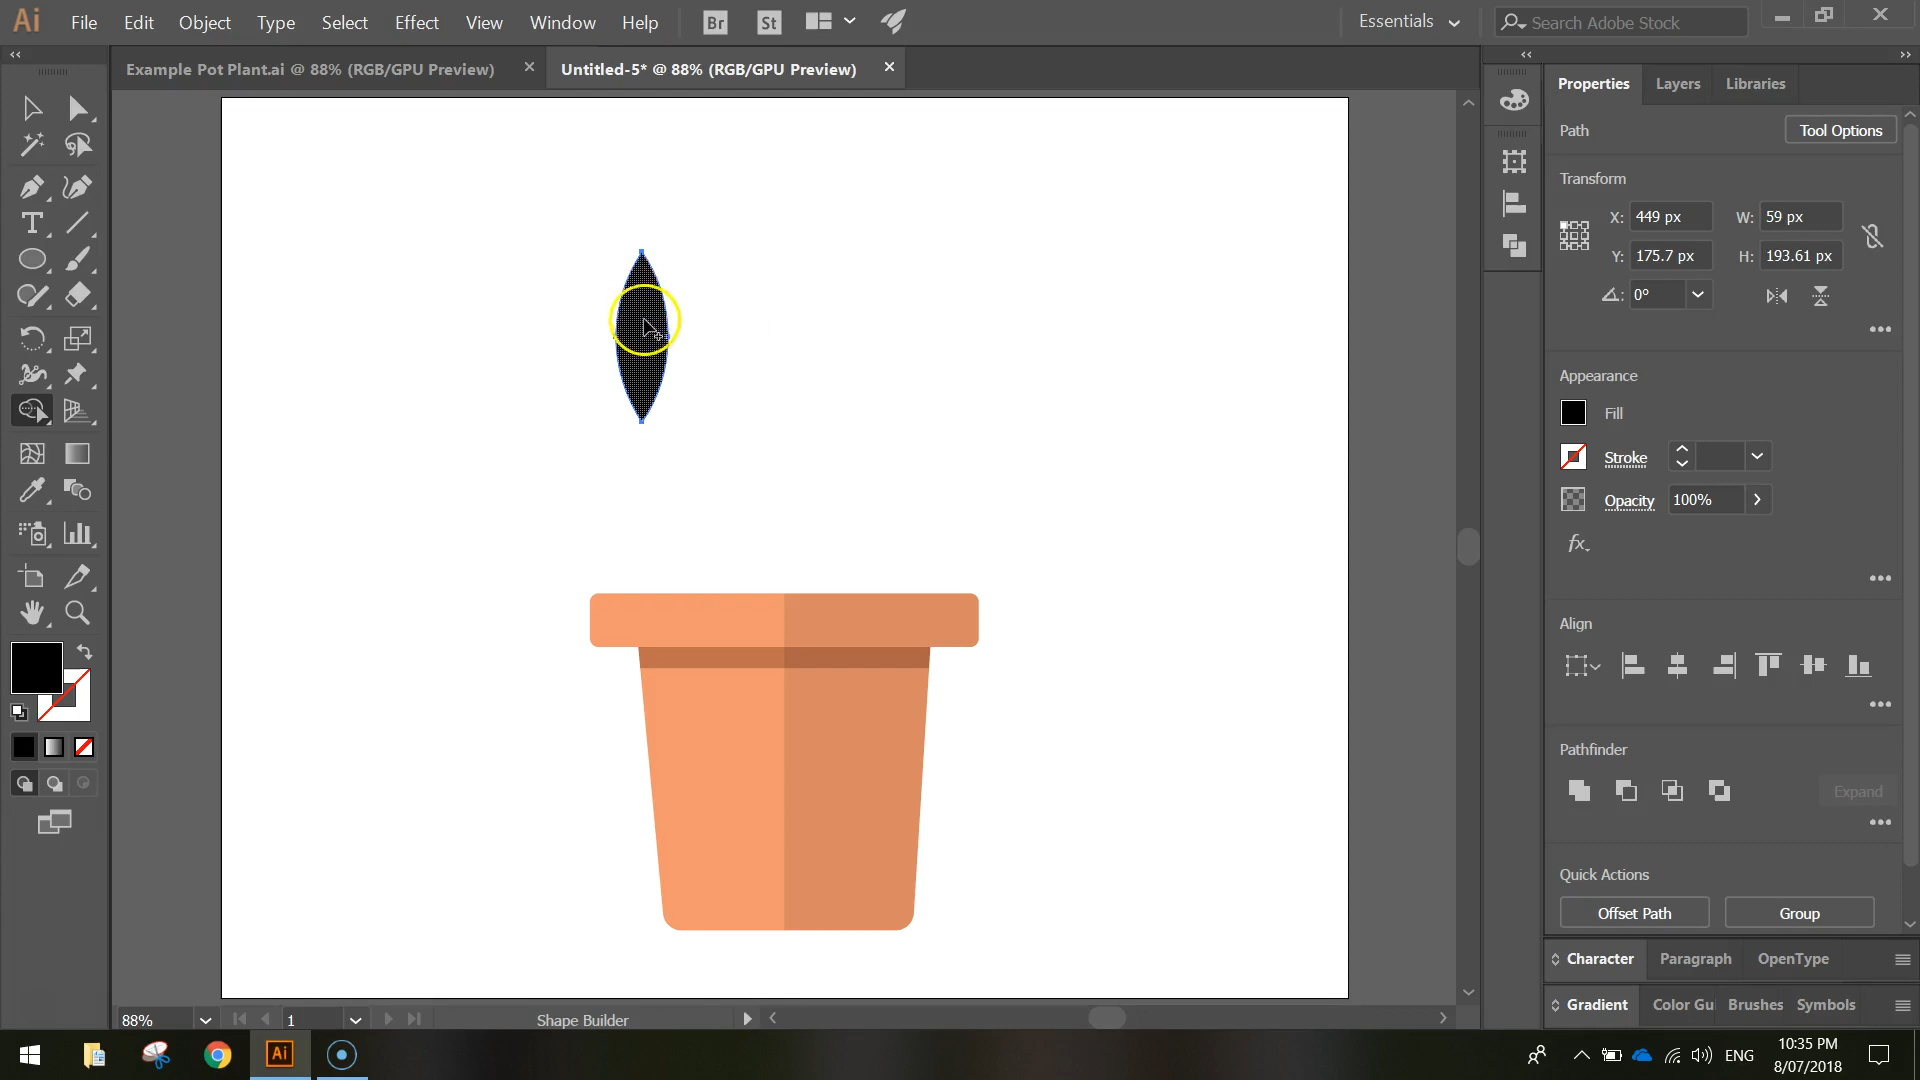 Ai File Edit Object Type Select Effect View Window Help Br St Essentials Search Adobe Stock
Example Pot Plant.ai @ 88% (RGB/GPU Preview) Untitled-5* @ 88% (RGB/GPU Preview)
Properties Layers Libraries
Path Tool Options
Transform
X: 449 px W: 59 px
Y: 175.7 px H: 193.61 px
0°
Appearance
Fill
Stroke
Opacity 100%
fx
Align
Pathfinder
Expand
Quick Actions
Offset Path Group
Character Paragraph OpenType
Gradient Color Gu Brushes Symbols
88% 1 Shape Builder
Ai ENG
10:35 PM
8/07/2018